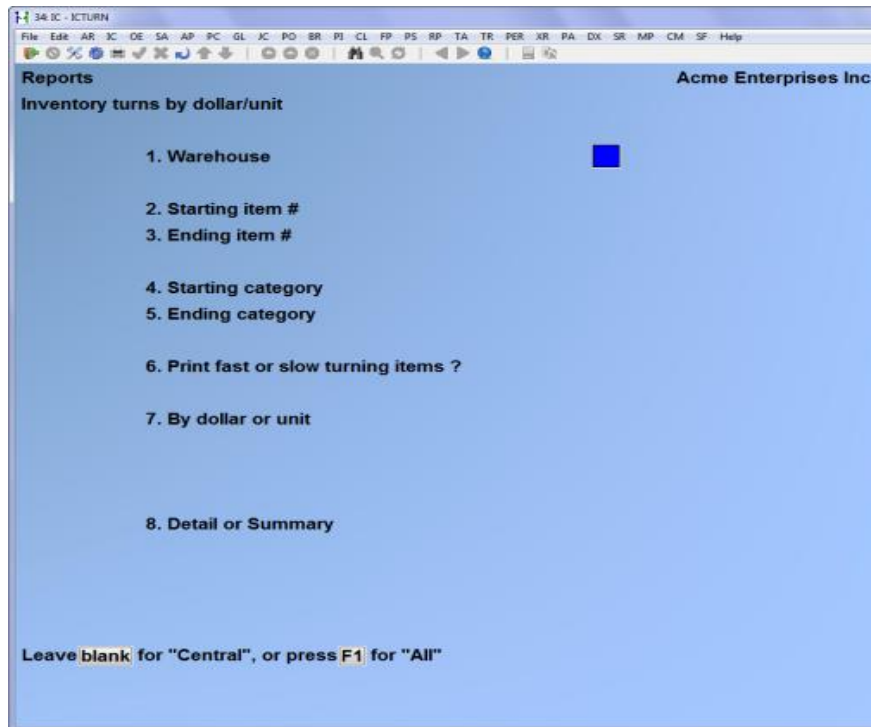 34: IC - ICTURN
File Edit AR IC OE SA AP PC GL JC PO BR PI CL FP PS RP TA TR PER XR PA DX SR MP CM SF Help
Reports Acme Enterprises Inc
Inventory turns by dollar/unit
1. Warehouse
2. Starting item #
3. Ending item #
4. Starting category
5. Ending category
6. Print fast or slow turning items ?
7. By dollar or unit
8. Detail or Summary
Leave blank for "Central", or press F1 for "All"